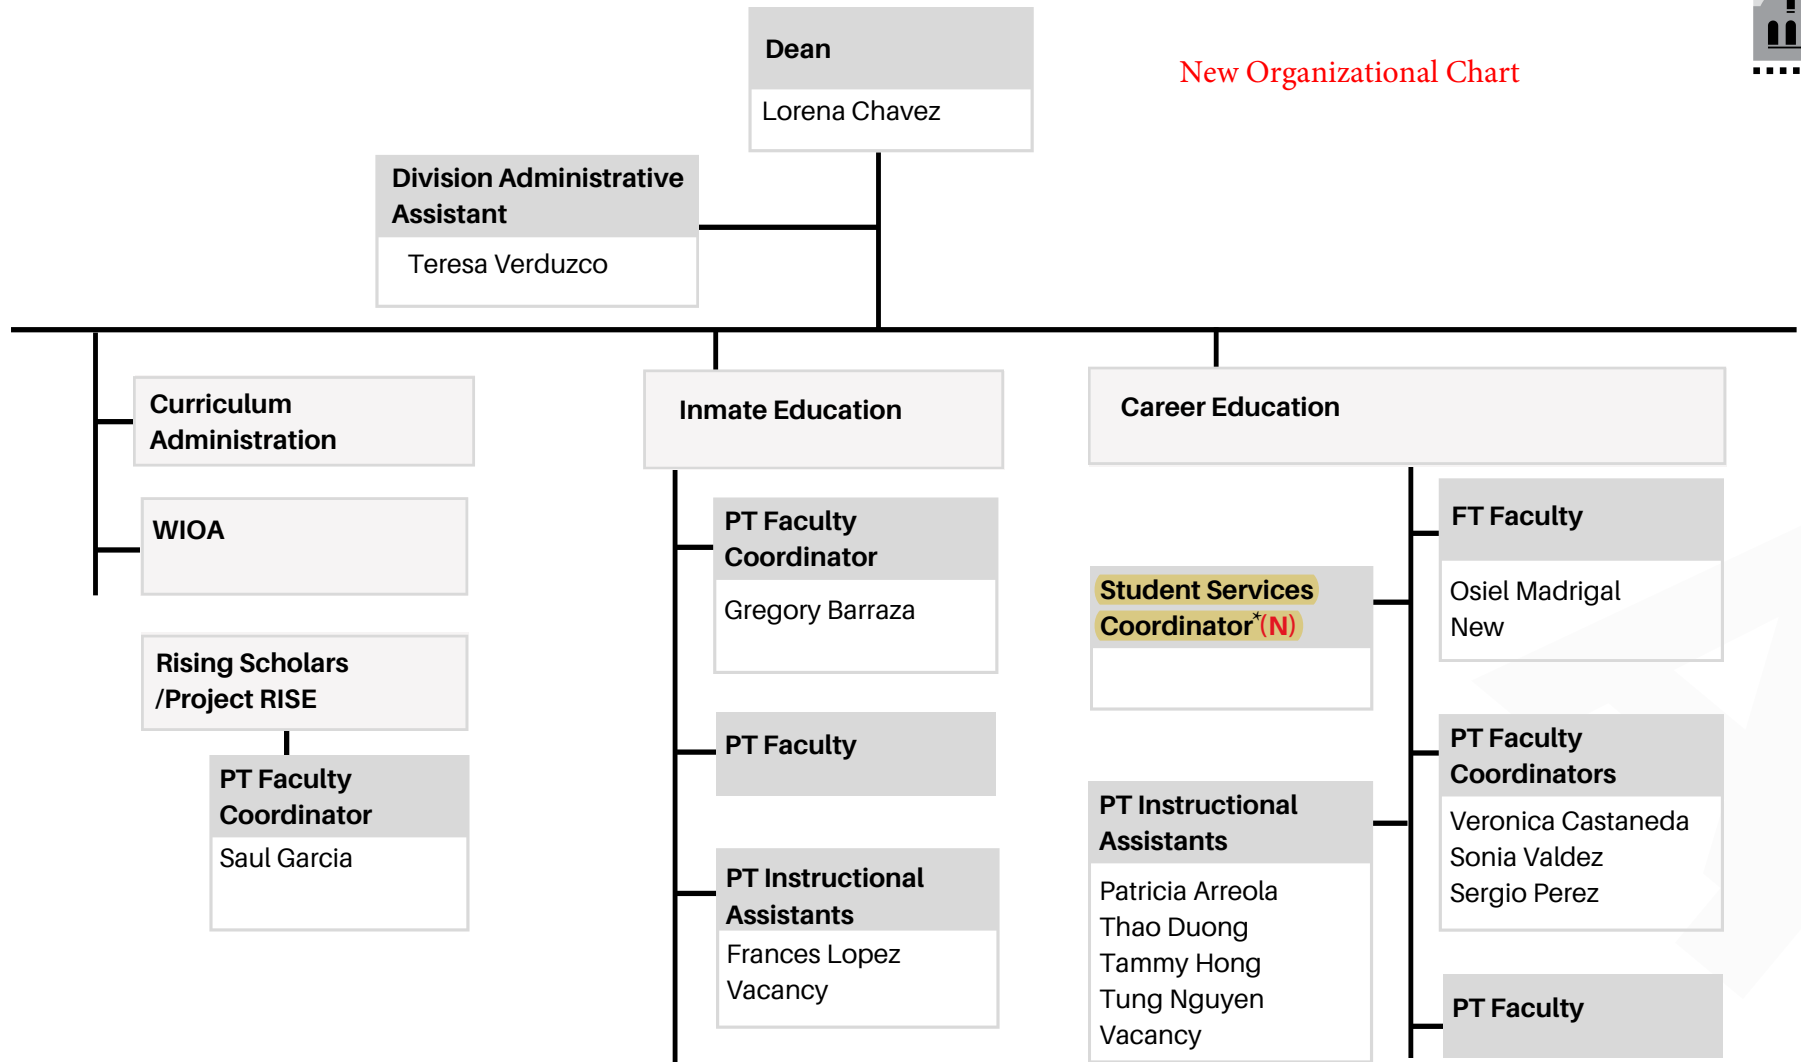 Dean
Lorena Chavez
New Organizational Chart
Division Administrative
Assistant
Teresa Verduzco
Curriculum
Administration
WIOA
Rising Scholars
/Project RISE
PT Faculty
Coordinator
Saul Garcia
Inmate Education
PT Faculty
Coordinator
Gregory Barraza
PT Faculty
PT Instructional
Assistants
Frances Lopez
Vacancy
Career Education
Student Services
Coordinator*(N)
PT Instructional
Assistants
Patricia Arreola
Thao Duong
Tammy Hong
Tung Nguyen
Vacancy
FT Faculty
Osiel Madrigal
New
PT Faculty
Coordinators
Veronica Castaneda
Sonia Valdez
Sergio Perez
PT Faculty